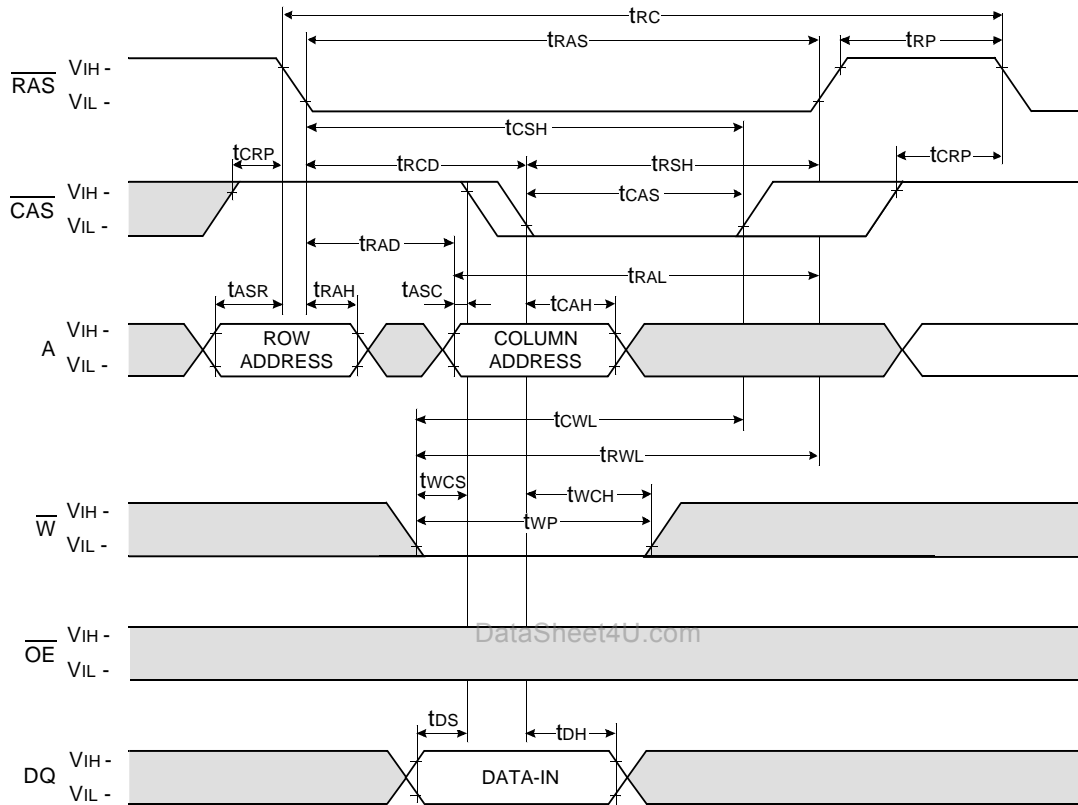 tRC
tRAS
tRP
RAS
VIH -
VIL -
tCSH
tCRP
tRCD
tRSH
tCRP
CAS
VIH -
VIL -
tCAS
tRAD
tRAL
tASR
tRAH
tASC
tCAH
A
VIH -
VIL -
ROW
ADDRESS
COLUMN
ADDRESS
tCWL
tRWL
tWCS
tWCH
W
VIH -
VIL -
tWP
OE
VIH -
VIL -
DataSheet4U.com
tDS
tDH
DQ
VIH -
VIL -
DATA-IN